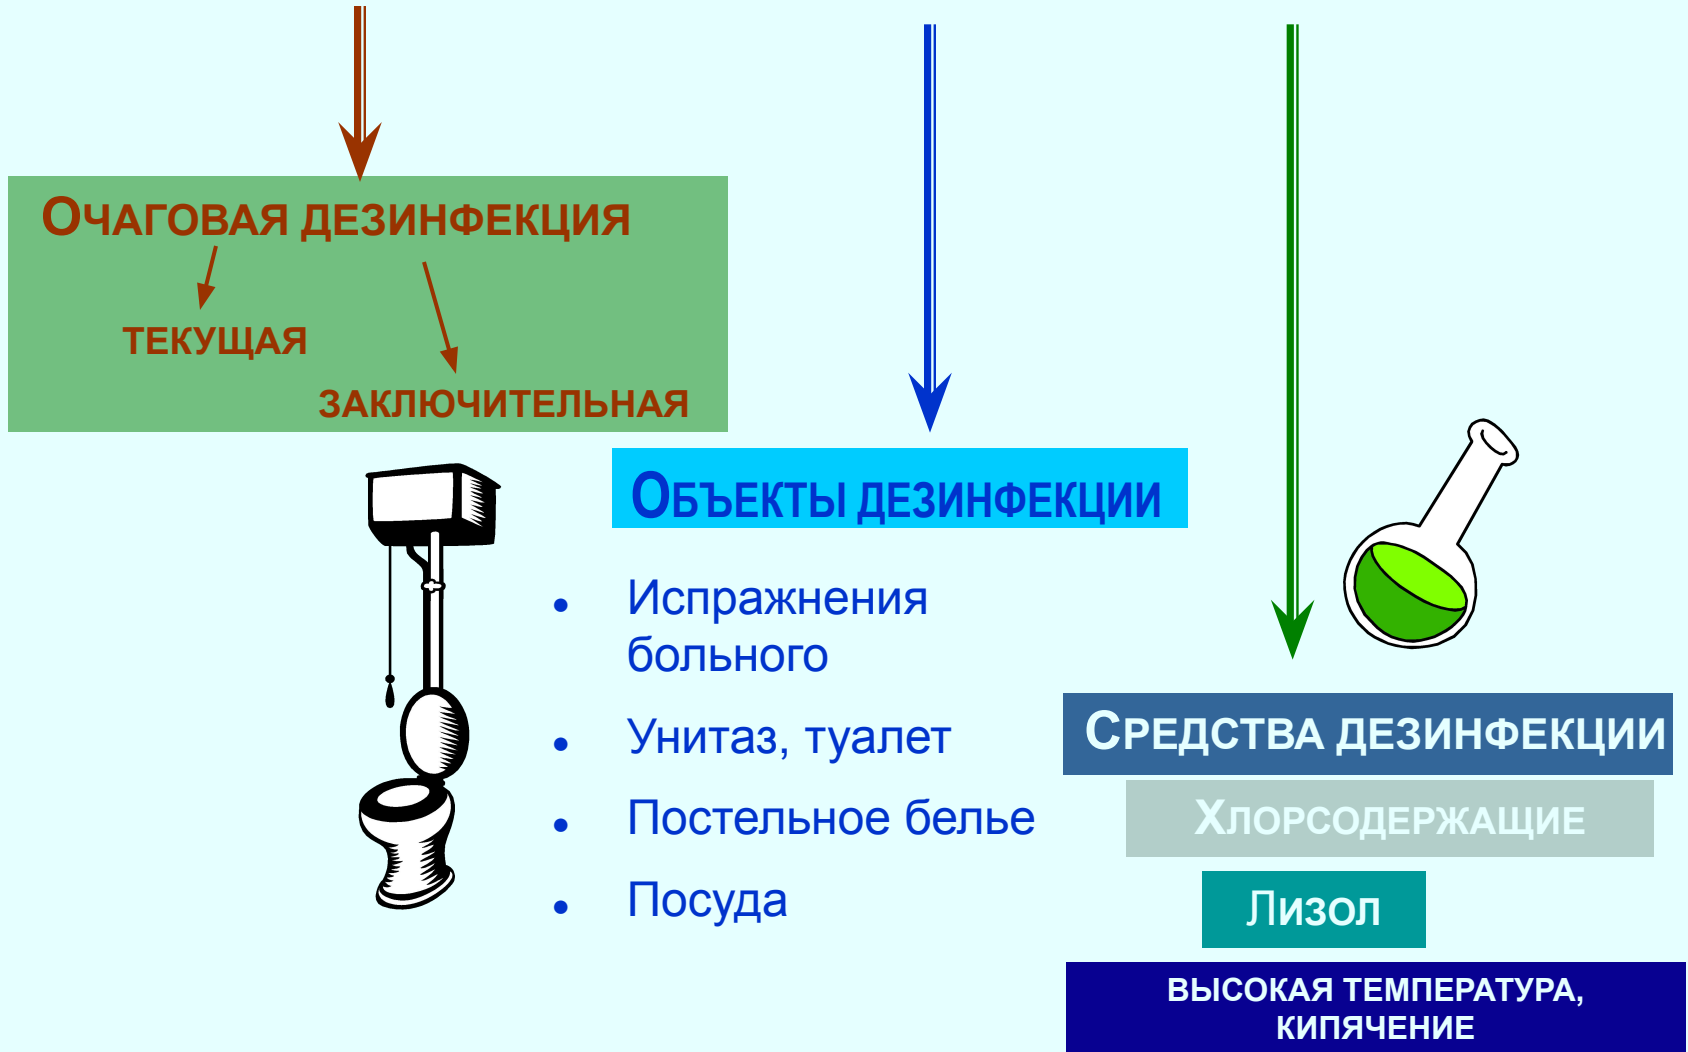 ОЧАГОВАЯ ДЕЗИНФЕКЦИЯ
ТЕКУЩАЯ
ЗАКЛЮЧИТЕЛЬНАЯ
ОБЪЕКТЫ ДЕЗИНФЕКЦИИ
• Испражнения
больного
• Унитаз, туалет
• Постельное белье
• Посуда
СРЕДСТВА ДЕЗИНФЕКЦИИ
ХЛОРСОДЕРЖАЩИЕ
ЛИЗОЛ
ВЫСОКАЯ ТЕМПЕРАТУРА,
КИПЯЧЕНИЕ